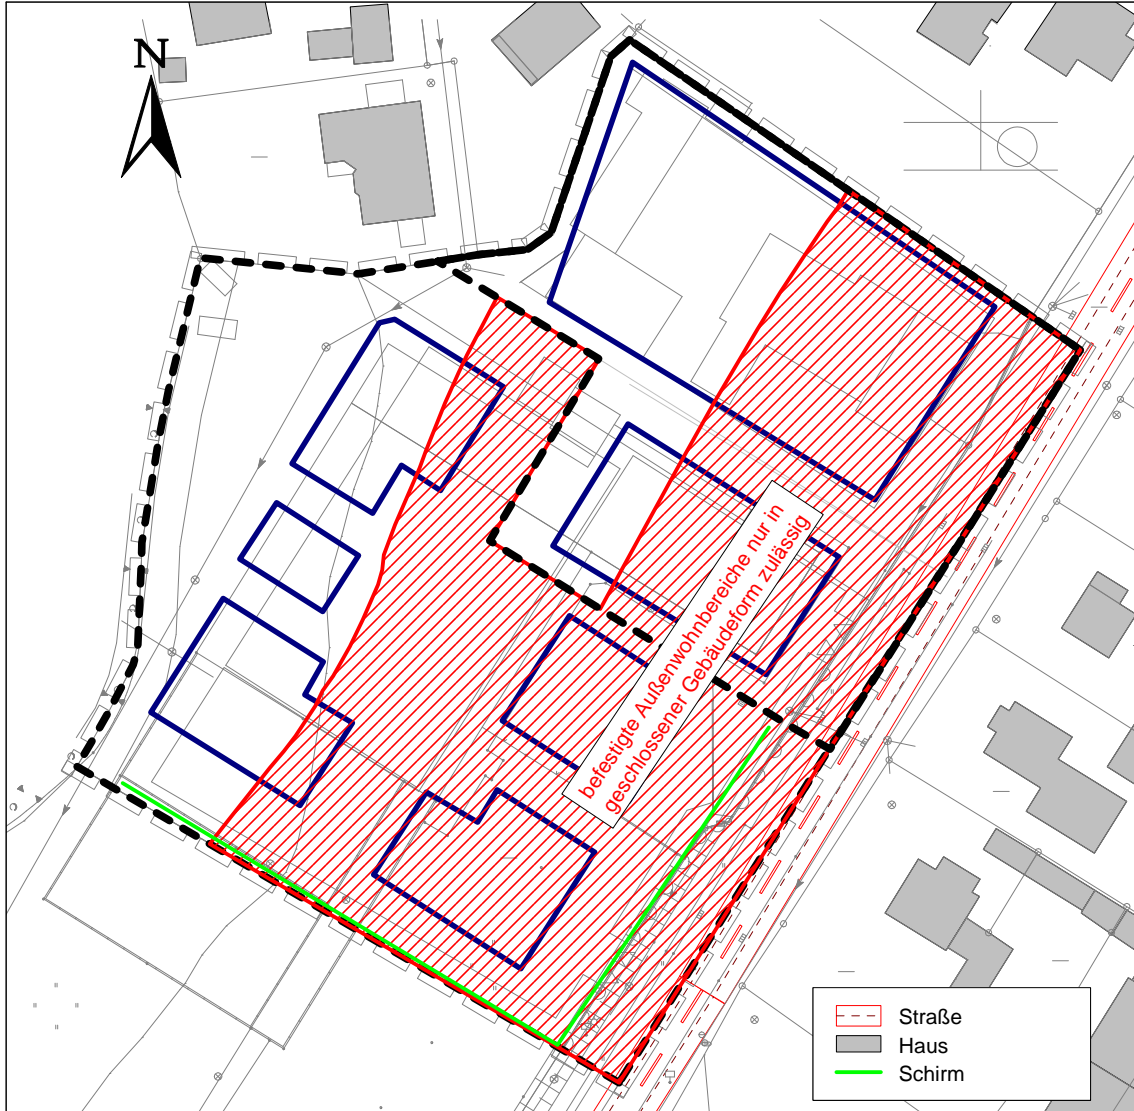 N
befestigte Außenwohnbereiche nur in
geschlossener Gebäudeform zulässig
Straße
Haus
Schirm